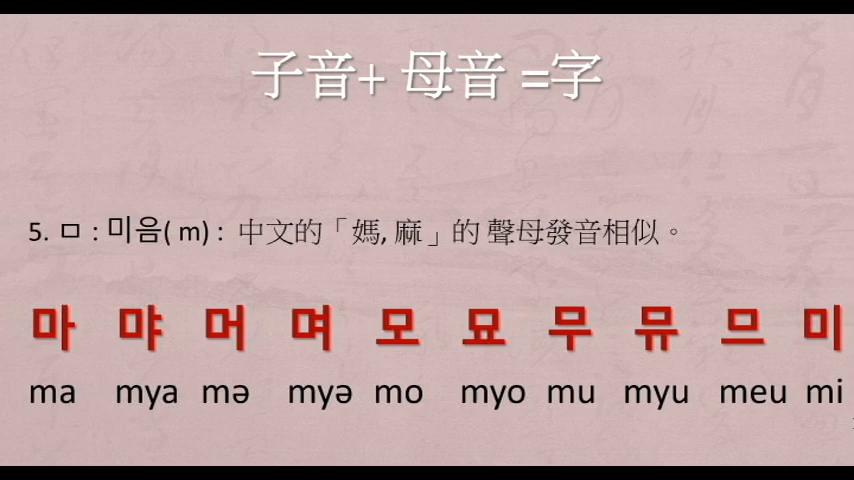 子音+ 母音 =字
5. ㅁ : 미음( m) : 中文的「媽, 麻」的 聲母發音相似。
마 먀 머 며 모 묘 무 뮤 므 미
ma mya mə myə mo myo mu myu meu mi